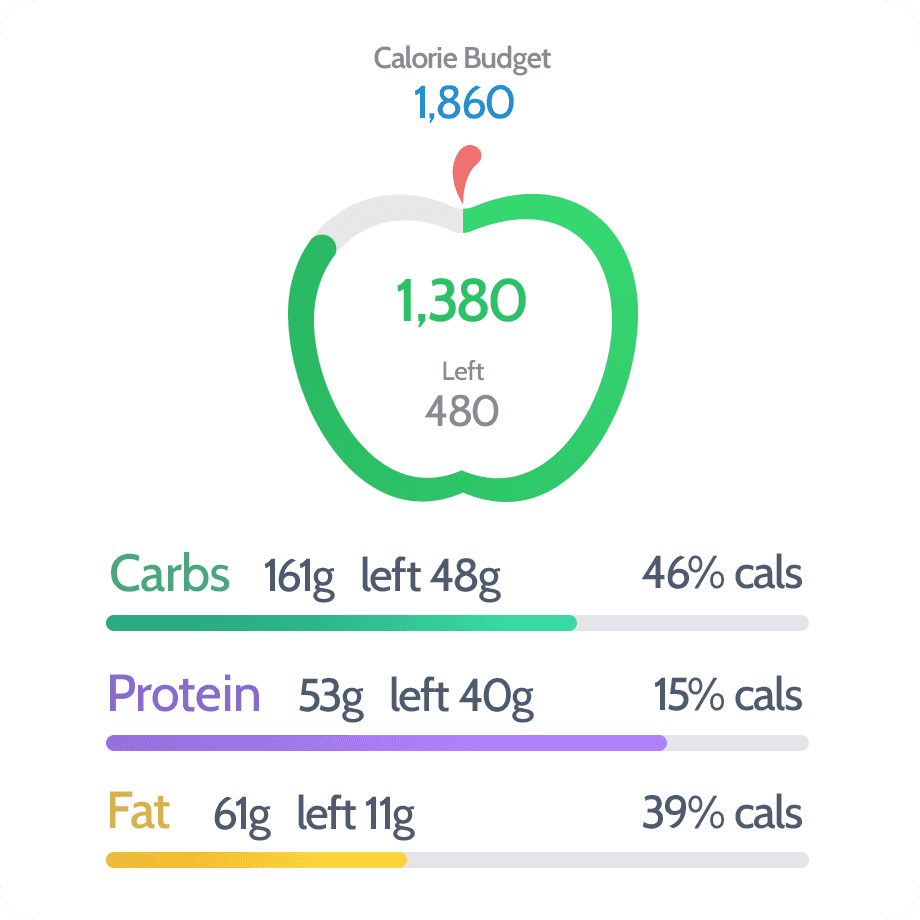 Calorie Budget
1,860
1,380
Left
480
Carbs 161g left 48g 46% cals
Protein 53g left 40g 15% cals
Fat 61g left 11g 39% cals